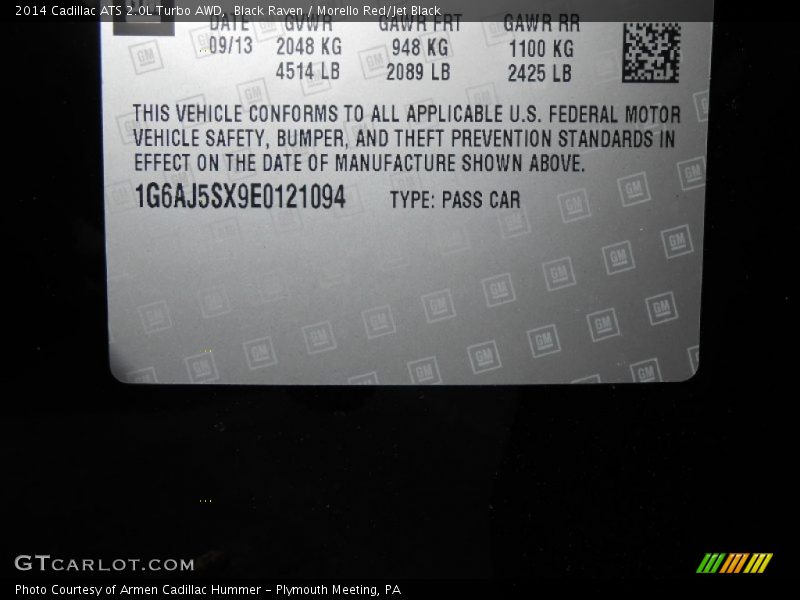 2014 Cadillac ATS 2.0L Turbo AWD, Black Raven / Morello Red/Jet Black
DATE GVWR GAWR FRT GAWR RR
09/13 2048 KG 948 KG 1100 KG
4514 LB 2089 LB 2425 LB
THIS VEHICLE CONFORMS TO ALL APPLICABLE U.S. FEDERAL MOTOR
VEHICLE SAFETY, BUMPER, AND THEFT PREVENTION STANDARDS IN
EFFECT ON THE DATE OF MANUFACTURE SHOWN ABOVE.
1G6AJ5SX9E0121094 TYPE: PASS CAR
GTCARLOT.COM
Photo Courtesy of Armen Cadillac Hummer - Plymouth Meeting, PA